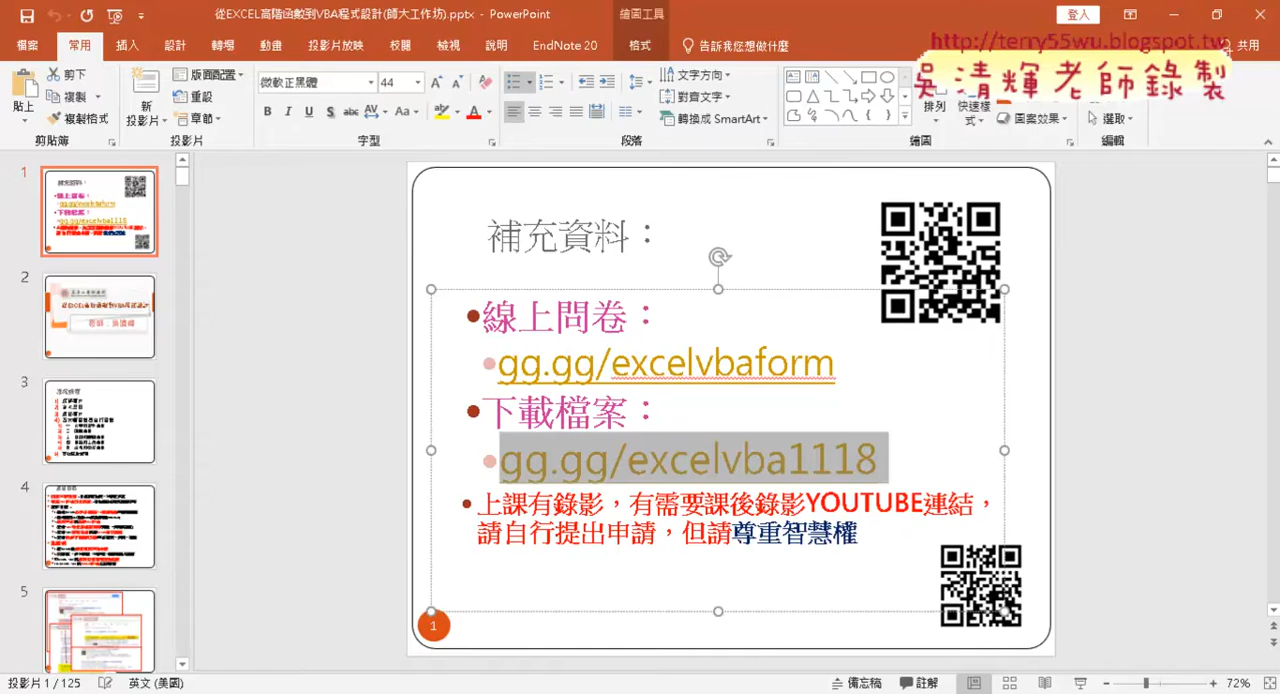 從EXCEL高階函數到VBA程式設計(師大工作坊).pptx - PowerPoint
繪圖工具
登入
檔案 常用 插入 設計 轉場 動畫 投影片放映 校閱 檢視 說明 EndNote 20 格式 告訴我您想做什麼 共用
http://terry55wu.blogspot.tw
吳清輝老師錄製
貼上 剪下 複製 複製格式 剪貼簿
新投影片 版面配置 重設 章節 投影片
微軟正黑體 44 字型
文字方向 對齊文字 轉換成 SmartArt 段落
排列 快速樣式 圖案效果 繪圖
選取 編輯
補充資料：
線上問卷：
gg.gg/excelvbaform
下載檔案：
gg.gg/excelvba1118
上課有錄影，有需要課後錄影YOUTUBE連結，
請自行提出申請，但請尊重智慧權
1
1
2
3
4
5
投影片 1 / 125 英文 (美國) 備忘稿 註解 72%